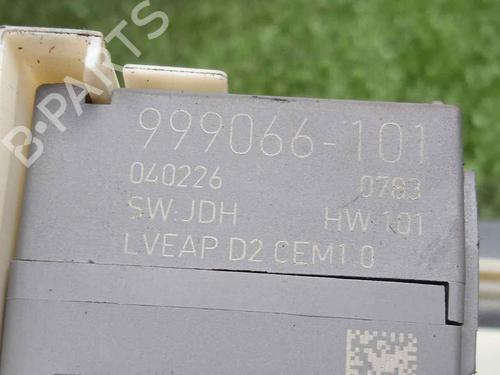 B-PARTS
999066-101
040226 0783
SW:JDH HW:101
LVEAP D2 CEM1 0